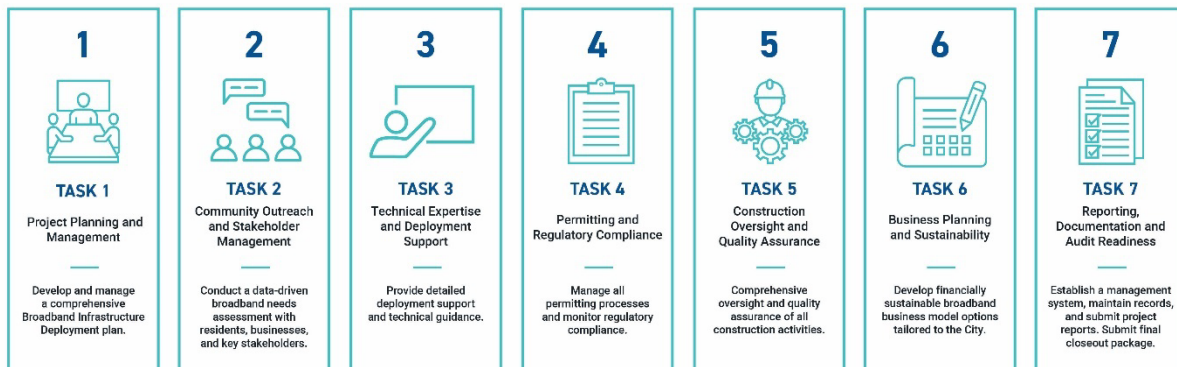 1
TASK 1
Project Planning and
Management
Develop and manage
a comprehensive
Broadband Infrastructure
Deployment plan.
2
TASK 2
Community Outreach
and Stakeholder
Management
Conduct a data-driven
broadband needs
assessment with
residents, businesses,
and key stakeholders.
3
TASK 3
Technical Expertise
and Deployment
Support
Provide detailed
deployment support
and technical guidance.
4
TASK 4
Permitting and
Regulatory Compliance
Manage all
permitting processes
and monitor regulatory
compliance.
5
TASK 5
Construction
Oversight and
Quality Assurance
Comprehensive
oversight and quality
assurance of all
construction activities.
6
TASK 6
Business Planning
and Sustainability
Develop financially
sustainable broadband
business model options
tailored to the City.
7
TASK 7
Reporting,
Documentation and
Audit Readiness
Establish a management
system, maintain records,
and submit project
reports. Submit final
closeout package.